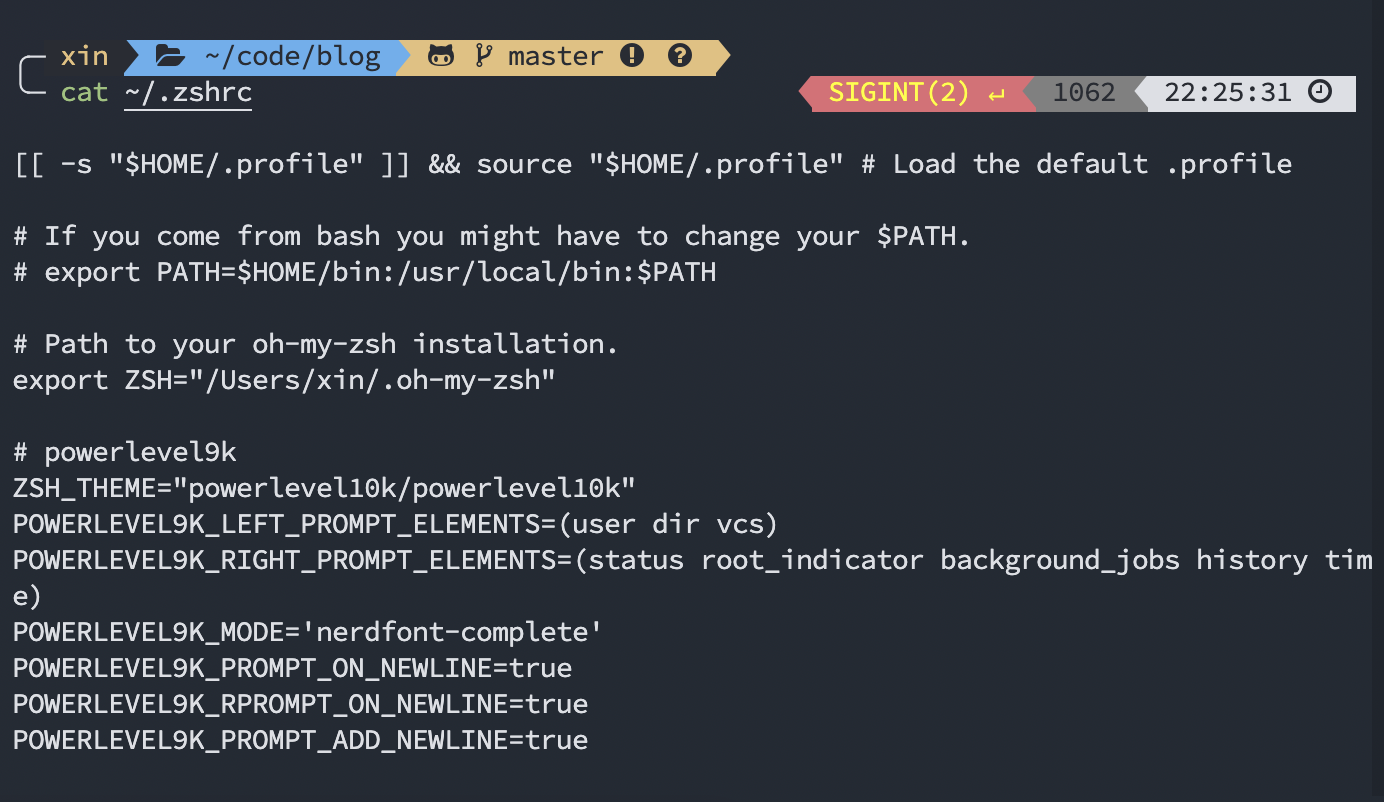 xin ~/code/blog master
cat ~/.zshrc SIGINT(2) ↵ 1062 22:25:31
[[ -s "$HOME/.profile" ]] && source "$HOME/.profile" # Load the default .profile
# If you come from bash you might have to change your $PATH.
# export PATH=$HOME/bin:/usr/local/bin:$PATH
# Path to your oh-my-zsh installation.
export ZSH="/Users/xin/.oh-my-zsh"
# powerlevel9k
ZSH_THEME="powerlevel10k/powerlevel10k"
POWERLEVEL9K_LEFT_PROMPT_ELEMENTS=(user dir vcs)
POWERLEVEL9K_RIGHT_PROMPT_ELEMENTS=(status root_indicator background_jobs history tim
e)
POWERLEVEL9K_MODE='nerdfont-complete'
POWERLEVEL9K_PROMPT_ON_NEWLINE=true
POWERLEVEL9K_RPROMPT_ON_NEWLINE=true
POWERLEVEL9K_PROMPT_ADD_NEWLINE=true